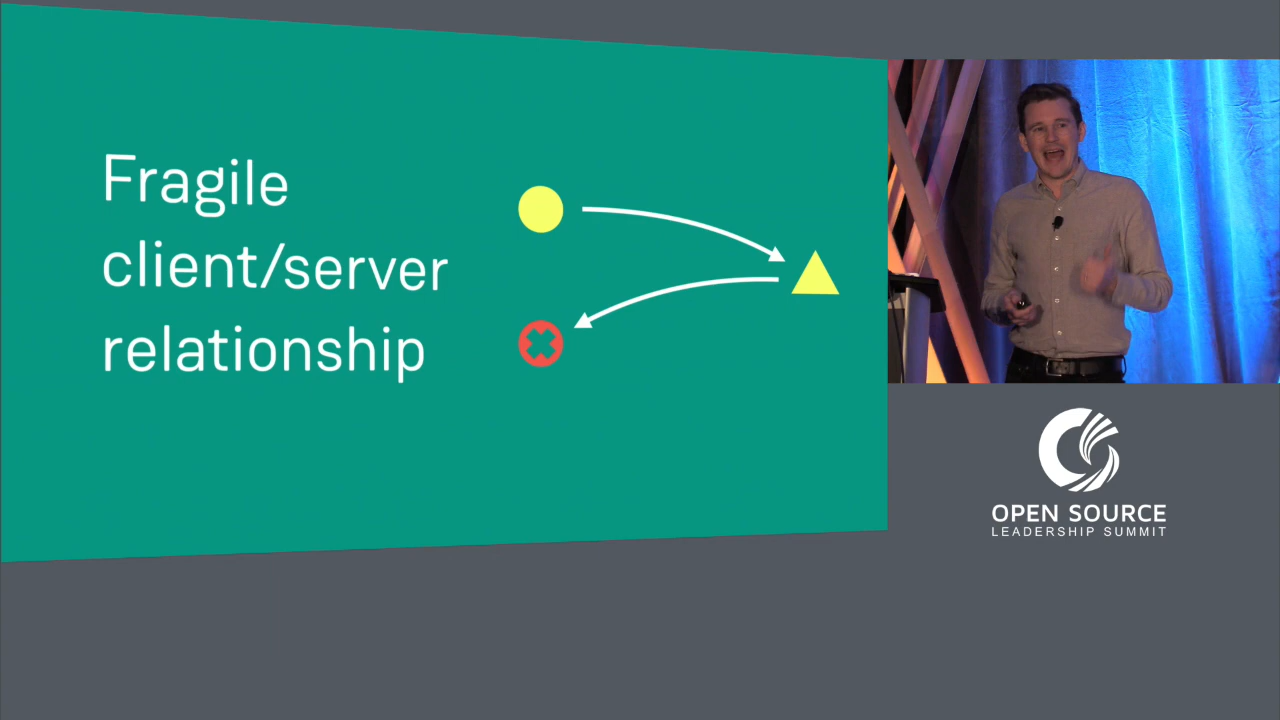 Fragile
client/server
relationship
OPEN SOURCE
LEADERSHIP SUMMIT